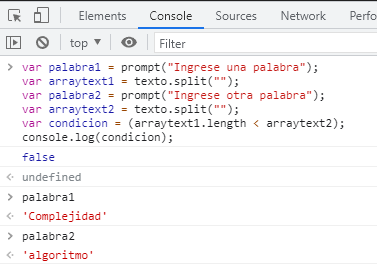 Elements Console Sources Network
top Filter
> var palabra1 = prompt("Ingrese una palabra");
var arraytext1 = texto.split("");
var palabra2 = prompt("Ingrese otra palabra");
var arraytext2 = texto.split("");
var condicion = (arraytext1.length < arraytext2);
console.log(condicion);
false
undefined
> palabra1
'Complejidad'
> palabra2
'algoritmo'